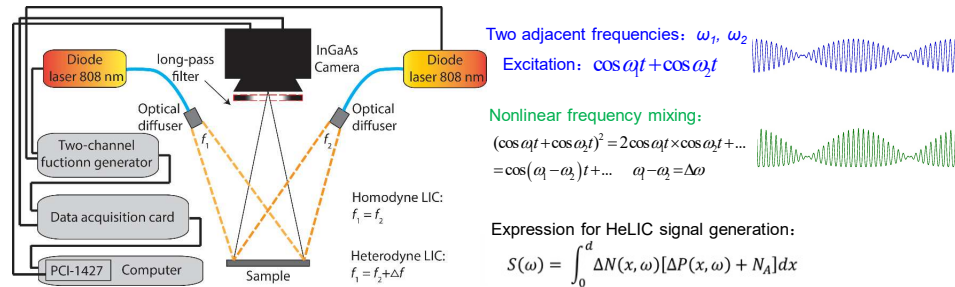 Diode
laser 808 nm
long-pass
filter
InGaAs
Camera
Diode
laser 808 nm
Optical
diffuser
f₁
f₂
Optical
diffuser
Two-channel
fuctionn generator
Data acquisition card
PCI-1427 Computer
Sample
Homodyne LIC:
f₁ = f₂
Heterodyne LIC:
f₁ = f₂+△f
Two adjacent frequencies：ω₁, ω₂
Excitation：cos ω₁t + cos ω₂t
Nonlinear frequency mixing:
(cos ω₁t + cos ω₂t)² = 2cos ω₁t × cos ω₂t + ...
= cos(ω₁ − ω₂)t + ... ω₁ − ω₂ = Δω
Expression for HeLIC signal generation：
S(ω) = ∫₀ᵈ ΔN(x, ω)[ΔP(x, ω) + N_A]dx